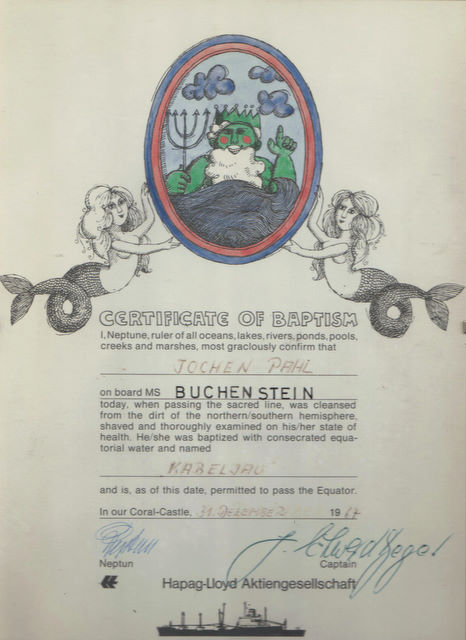 CERTIFICATE OF BAPTISM
I, Neptune, ruler of all oceans, lakes, rivers, ponds, pools,
creeks and marshes, most graciously confirm that
JOCHEN PAHL
on board MS BUCHENSTEIN
today, when passing the sacred line, was cleansed
from the dirt of the northern/southern hemisphere,
shaved and thoroughly examined on his/her state of
health. He/she was baptized with consecrated equa-
torial water and named
KABELJAU
and is, as of this date, permitted to pass the Equator.
In our Coral-Castle, 31. DEZEMBER 19 67
Neptun
Neptun Captain
Hapag-Lloyd Aktiengesellschaft